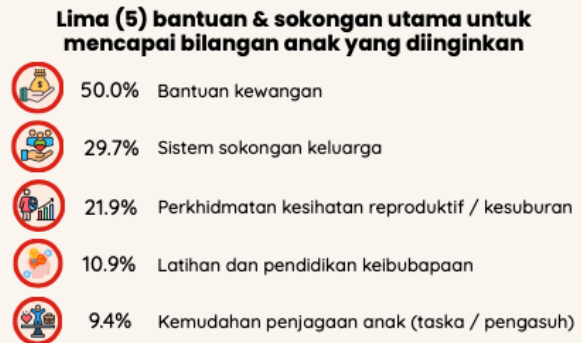 Lima (5) bantuan & sokongan utama untuk
mencapai bilangan anak yang diinginkan
50.0% Bantuan kewangan
29.7% Sistem sokongan keluarga
21.9% Perkhidmatan kesihatan reproduktif / kesuburan
10.9% Latihan dan pendidikan keibubapaan
9.4% Kemudahan penjagaan anak (taska / pengasuh)